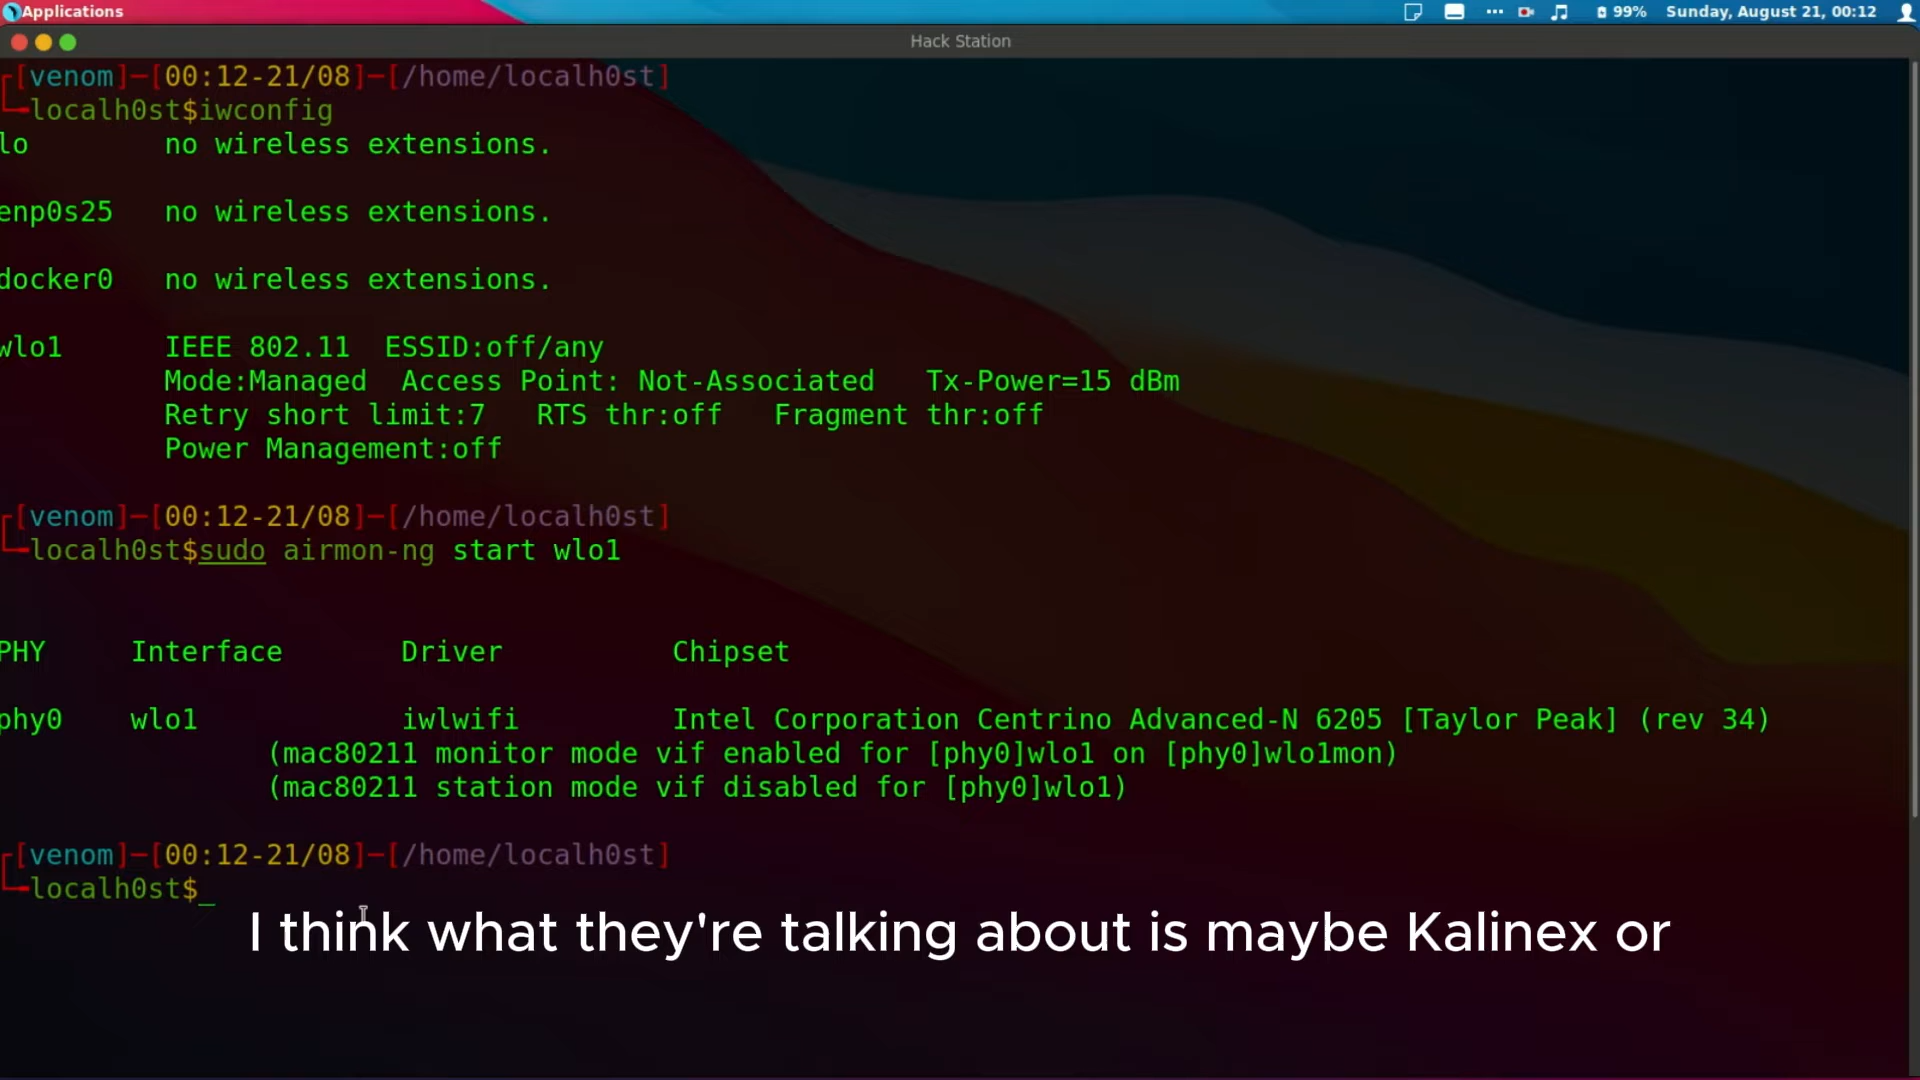 Applications
99% Sunday, August 21, 00:12
Hack Station
[venom]-[00:12-21/08]-[/home/localh0st]
localh0st$iwconfig
lo no wireless extensions.
enp0s25 no wireless extensions.
docker0 no wireless extensions.
wlo1 IEEE 802.11 ESSID:off/any
Mode:Managed Access Point: Not-Associated Tx-Power=15 dBm
Retry short limit:7 RTS thr:off Fragment thr:off
Power Management:off
[venom]-[00:12-21/08]-[/home/localh0st]
localh0st$sudo airmon-ng start wlo1
PHY Interface Driver Chipset
phy0 wlo1 iwlwifi Intel Corporation Centrino Advanced-N 6205 [Taylor Peak] (rev 34)
(mac80211 monitor mode vif enabled for [phy0]wlo1 on [phy0]wlo1mon)
(mac80211 station mode vif disabled for [phy0]wlo1)
[venom]-[00:12-21/08]-[/home/localh0st]
localh0st$_
I think what they're talking about is maybe Kalinex or